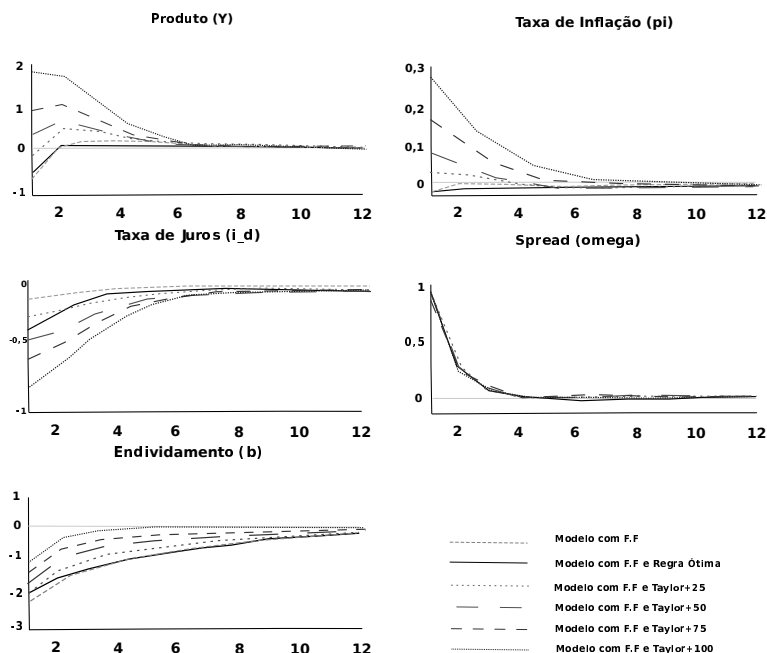 Produto (Y)
2
1
0
-1
2 4 6 8 10 12
Taxa de Inflação (pi)
0,3
0,2
0,1
0
2 4 6 8 10 12
Taxa de Juros (i_d)
0
-0,5
-1
2 4 6 8 10 12
Spread (omega)
1
0,5
0
2 4 6 8 10 12
Endividamento (b)
1
0
-1
-2
-3
2 4 6 8 10 12
Modelo com F.F
Modelo com F.F e Regra Ótima
Modelo com F.F e Taylor+25
Modelo com F.F e Taylor+50
Modelo com F.F e Taylor+75
Modelo com F.F e Taylor+100